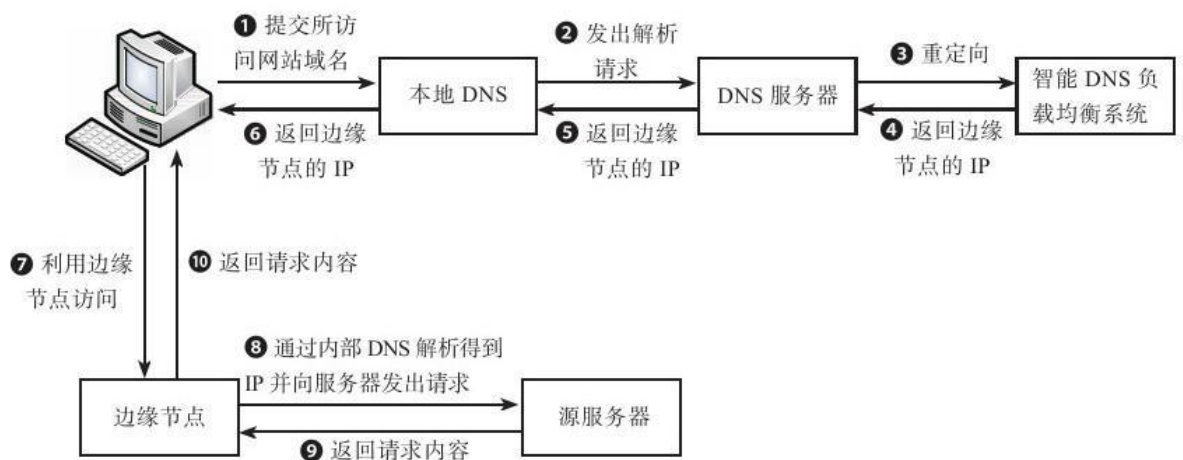 ❶ 提交所访
问网站域名
❷ 发出解析
请求
❸ 重定向
本地 DNS
DNS 服务器
智能 DNS 负
载均衡系统
❻ 返回边缘
节点的 IP
❺ 返回边缘
节点的 IP
❹ 返回边缘
节点的 IP
❼ 利用边缘
节点访问
❿ 返回请求内容
❽ 通过内部 DNS 解析得到
IP 并向服务器发出请求
边缘节点
源服务器
❾ 返回请求内容